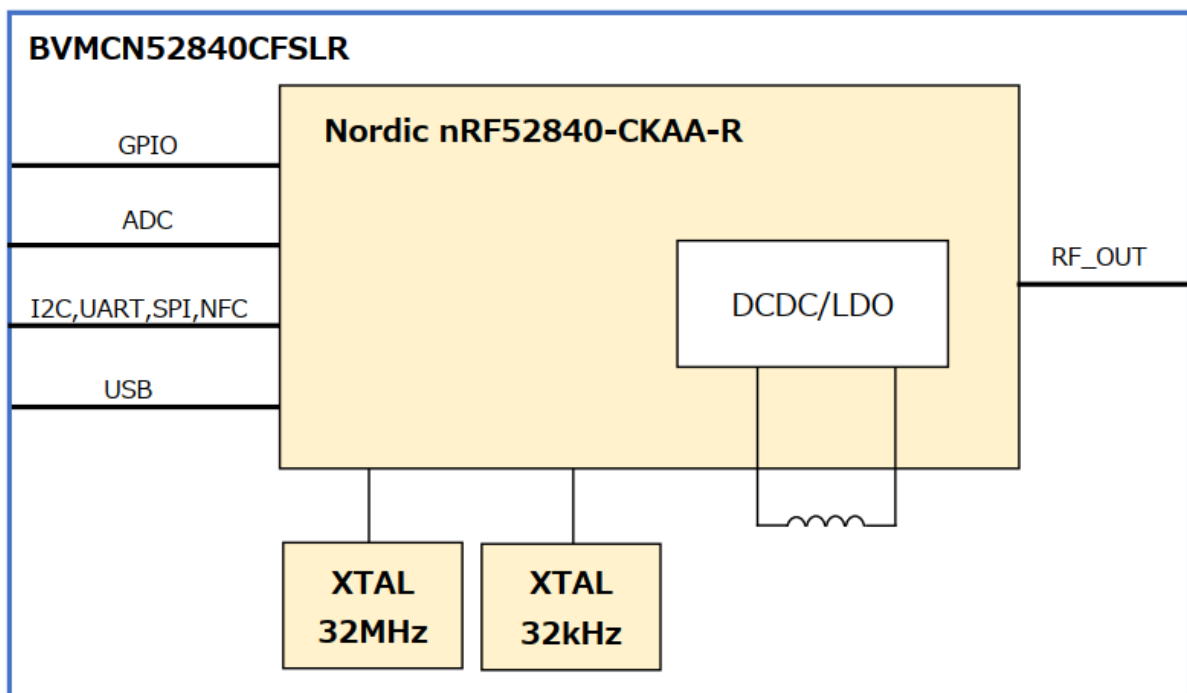 BVMCN52840CFSLR
Nordic nRF52840-CKAA-R
GPIO
ADC
I2C,UART,SPI,NFC
USB
DCDC/LDO
RF_OUT
XTAL
32MHz
XTAL
32kHz